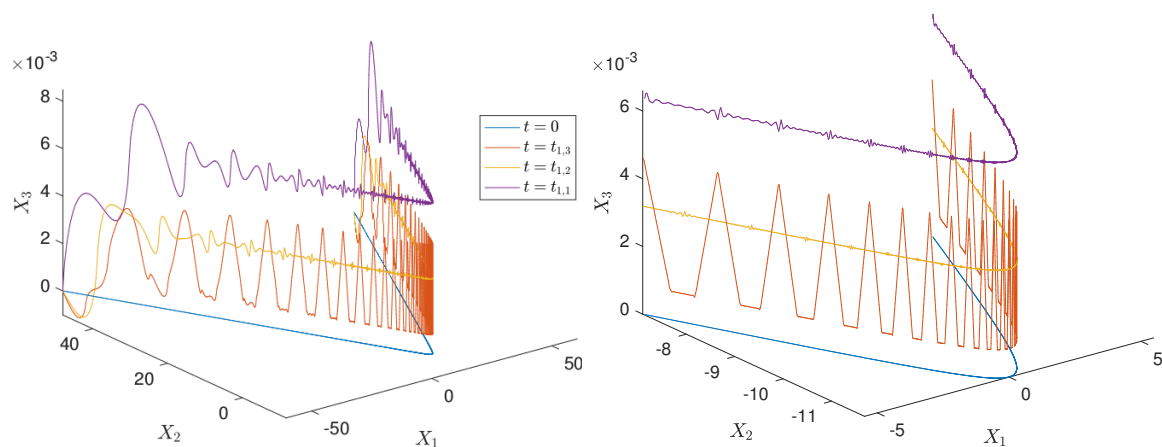 ×10⁻³
8
6
4
2
0
X₃
40
20
0
X₂
-50
0
50
X₁
t = 0
t = t₁,₃
t = t₁,₂
t = t₁,₁
×10⁻³
6
4
2
0
X₃
-8
-9
-10
-11
X₂
-5
0
5
X₁